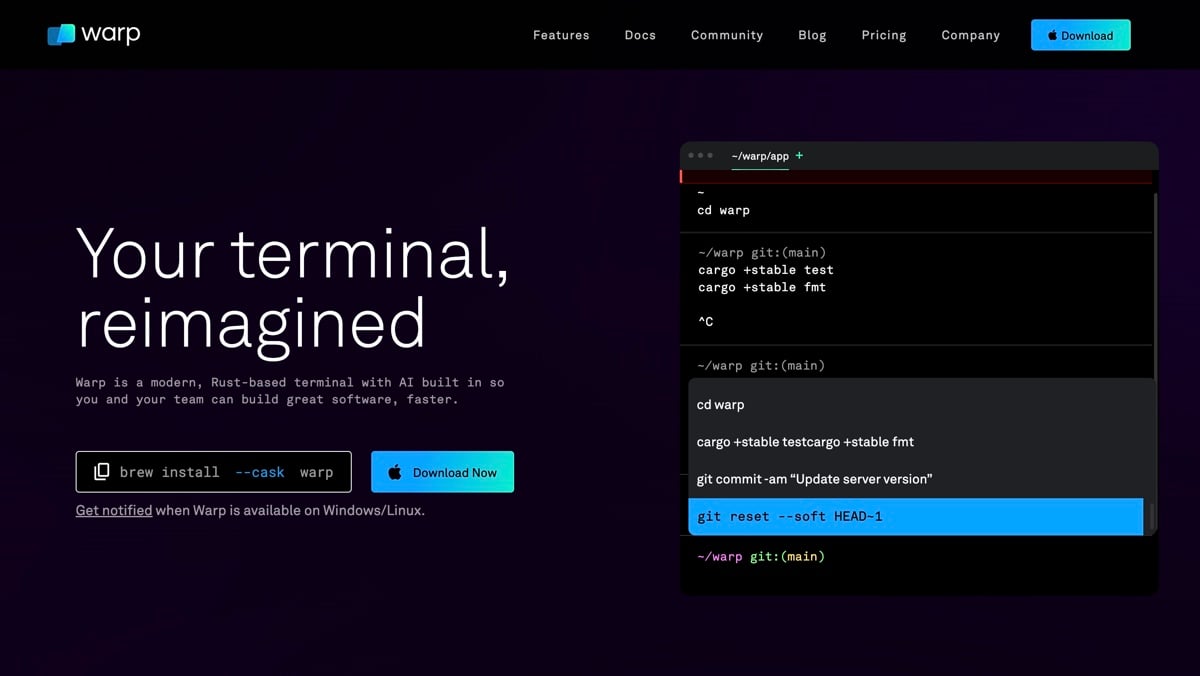 warp
Features
Docs
Community
Blog
Pricing
Company
Download
Your terminal,
reimagined
Warp is a modern, Rust-based terminal with AI built in so
you and your team can build great software, faster.
brew install --cask warp
Download Now
Get notified when Warp is available on Windows/Linux.
~/warp/app +
~
cd warp
~/warp git:(main)
cargo +stable test
cargo +stable fmt
^C
~/warp git:(main)
cd warp
cargo +stable testcargo +stable fmt
git commit -am “Update server version”
git reset --soft HEAD~1
~/warp git:(main)